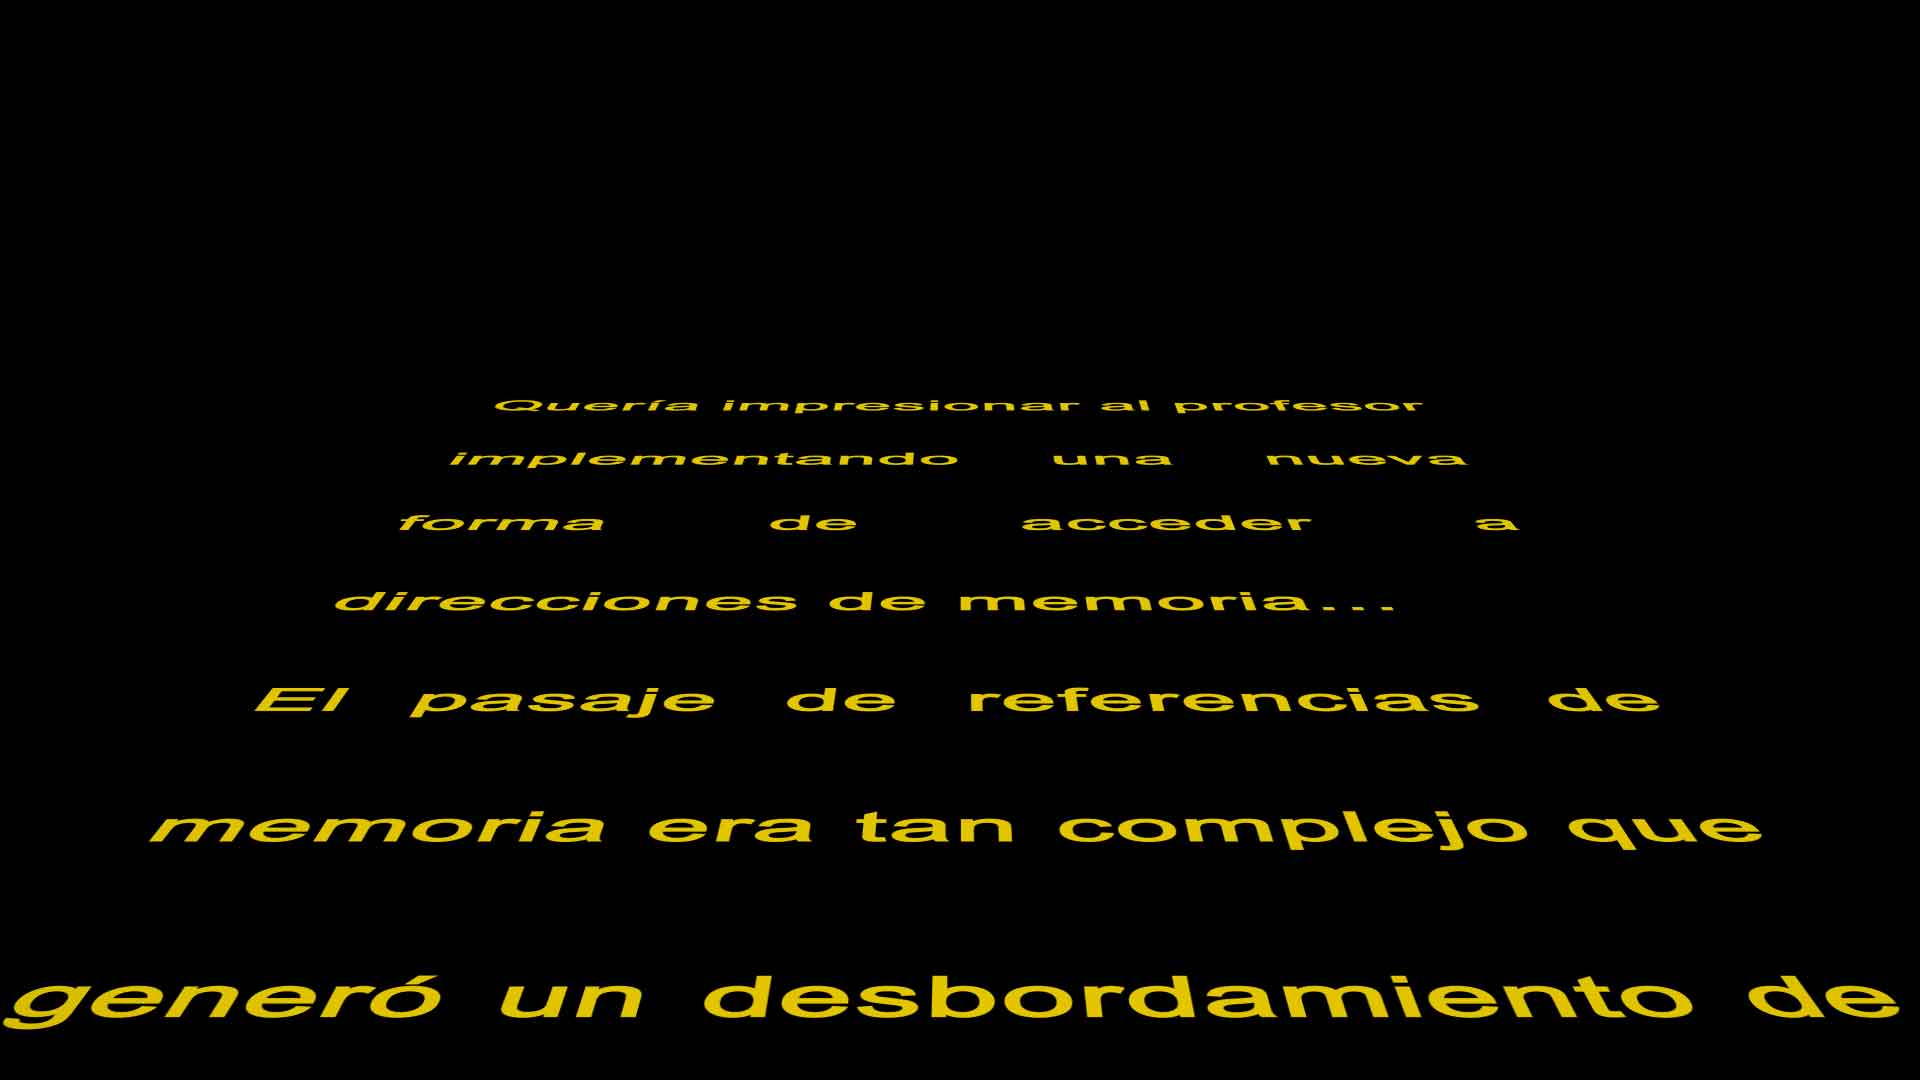 Quería impresionar al profesor
implementando una nueva
forma de acceder a
direcciones de memoria...
El pasaje de referencias de
memoria era tan complejo que
generó un desbordamiento de